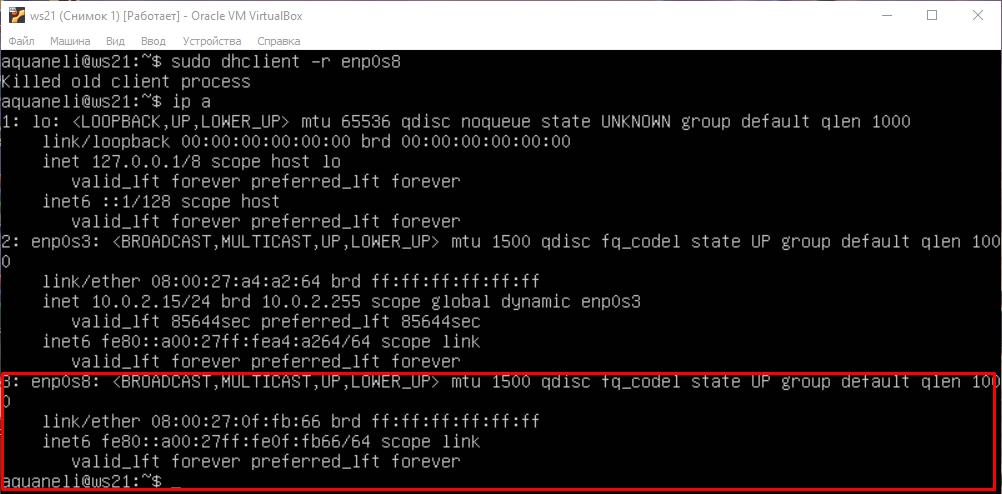 ws21 (Снимок 1) [Работает] - Oracle VM VirtualBox
Файл Машина Вид Ввод Устройства Справка
aquaneli@ws21:~$ sudo dhclient -r enp0s8
Killed old client process
aquaneli@ws21:~$ ip a
1: lo: <LOOPBACK,UP,LOWER_UP> mtu 65536 qdisc noqueue state UNKNOWN group default qlen 1000
    link/loopback 00:00:00:00:00:00 brd 00:00:00:00:00:00
    inet 127.0.0.1/8 scope host lo
       valid_lft forever preferred_lft forever
    inet6 ::1/128 scope host
       valid_lft forever preferred_lft forever
2: enp0s3: <BROADCAST,MULTICAST,UP,LOWER_UP> mtu 1500 qdisc fq_codel state UP group default qlen 100
0
    link/ether 08:00:27:a4:a2:64 brd ff:ff:ff:ff:ff:ff
    inet 10.0.2.15/24 brd 10.0.2.255 scope global dynamic enp0s3
       valid_lft 85644sec preferred_lft 85644sec
    inet6 fe80::a00:27ff:fea4:a264/64 scope link
       valid_lft forever preferred_lft forever
3: enp0s8: <BROADCAST,MULTICAST,UP,LOWER_UP> mtu 1500 qdisc fq_codel state UP group default qlen 100
0
    link/ether 08:00:27:0f:fb:66 brd ff:ff:ff:ff:ff:ff
    inet6 fe80::a00:27ff:fe0f:fb66/64 scope link
       valid_lft forever preferred_lft forever
aquaneli@ws21:~$ _